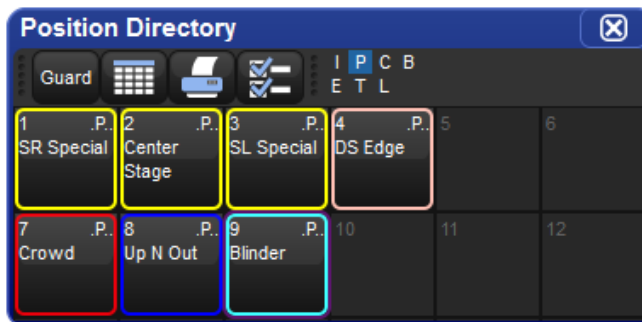 Position Directory
Guard
I P C B
E T L
1 .P.. 2 .P.. 3 .P.. 4 .P.. 5 6
SR Special Center Stage SL Special DS Edge
7 .P.. 8 .P.. 9 .P.. 10 11 12
Crowd Up N Out Blinder